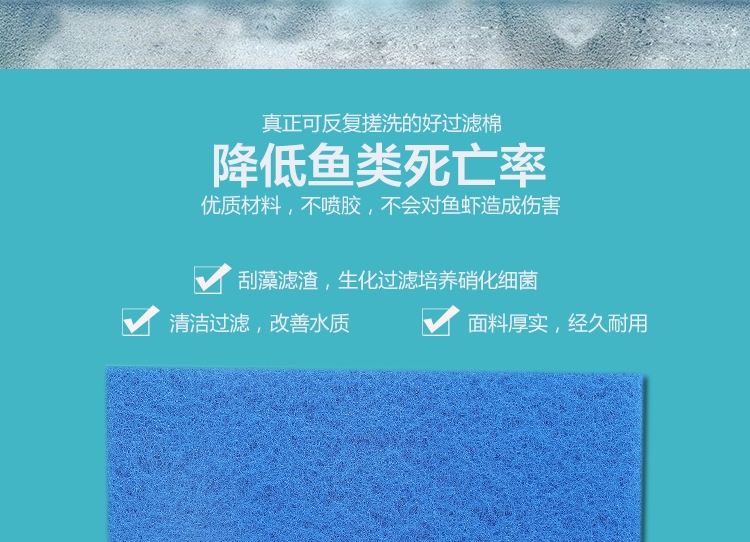 真正可反复搓洗的好过滤棉
降低鱼类死亡率
优质材料，不喷胶，不会对鱼虾造成伤害
刮藻滤渣，生化过滤培养硝化细菌
清洁过滤，改善水质
面料厚实，经久耐用